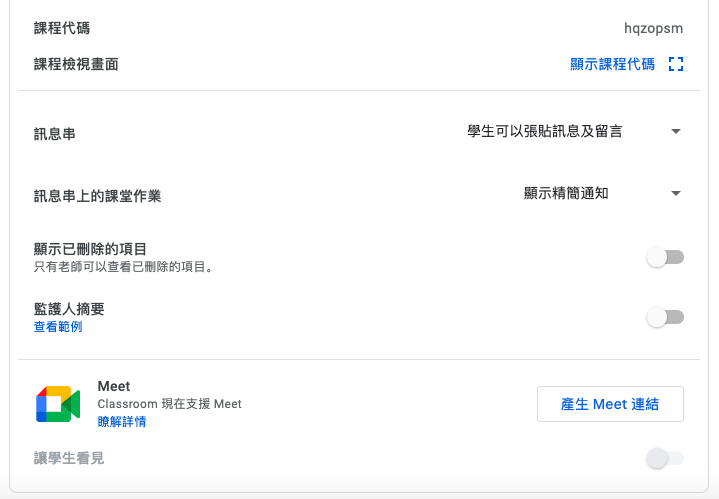 課程代碼
hqzopsm
課程檢視畫面
顯示課程代碼
訊息串
學生可以張貼訊息及留言
訊息串上的課堂作業
顯示精簡通知
顯示已刪除的項目
只有老師可以查看已刪除的項目。
監護人摘要
查看範例
Meet
Classroom 現在支援 Meet
瞭解詳情
產生 Meet 連結
讓學生看見